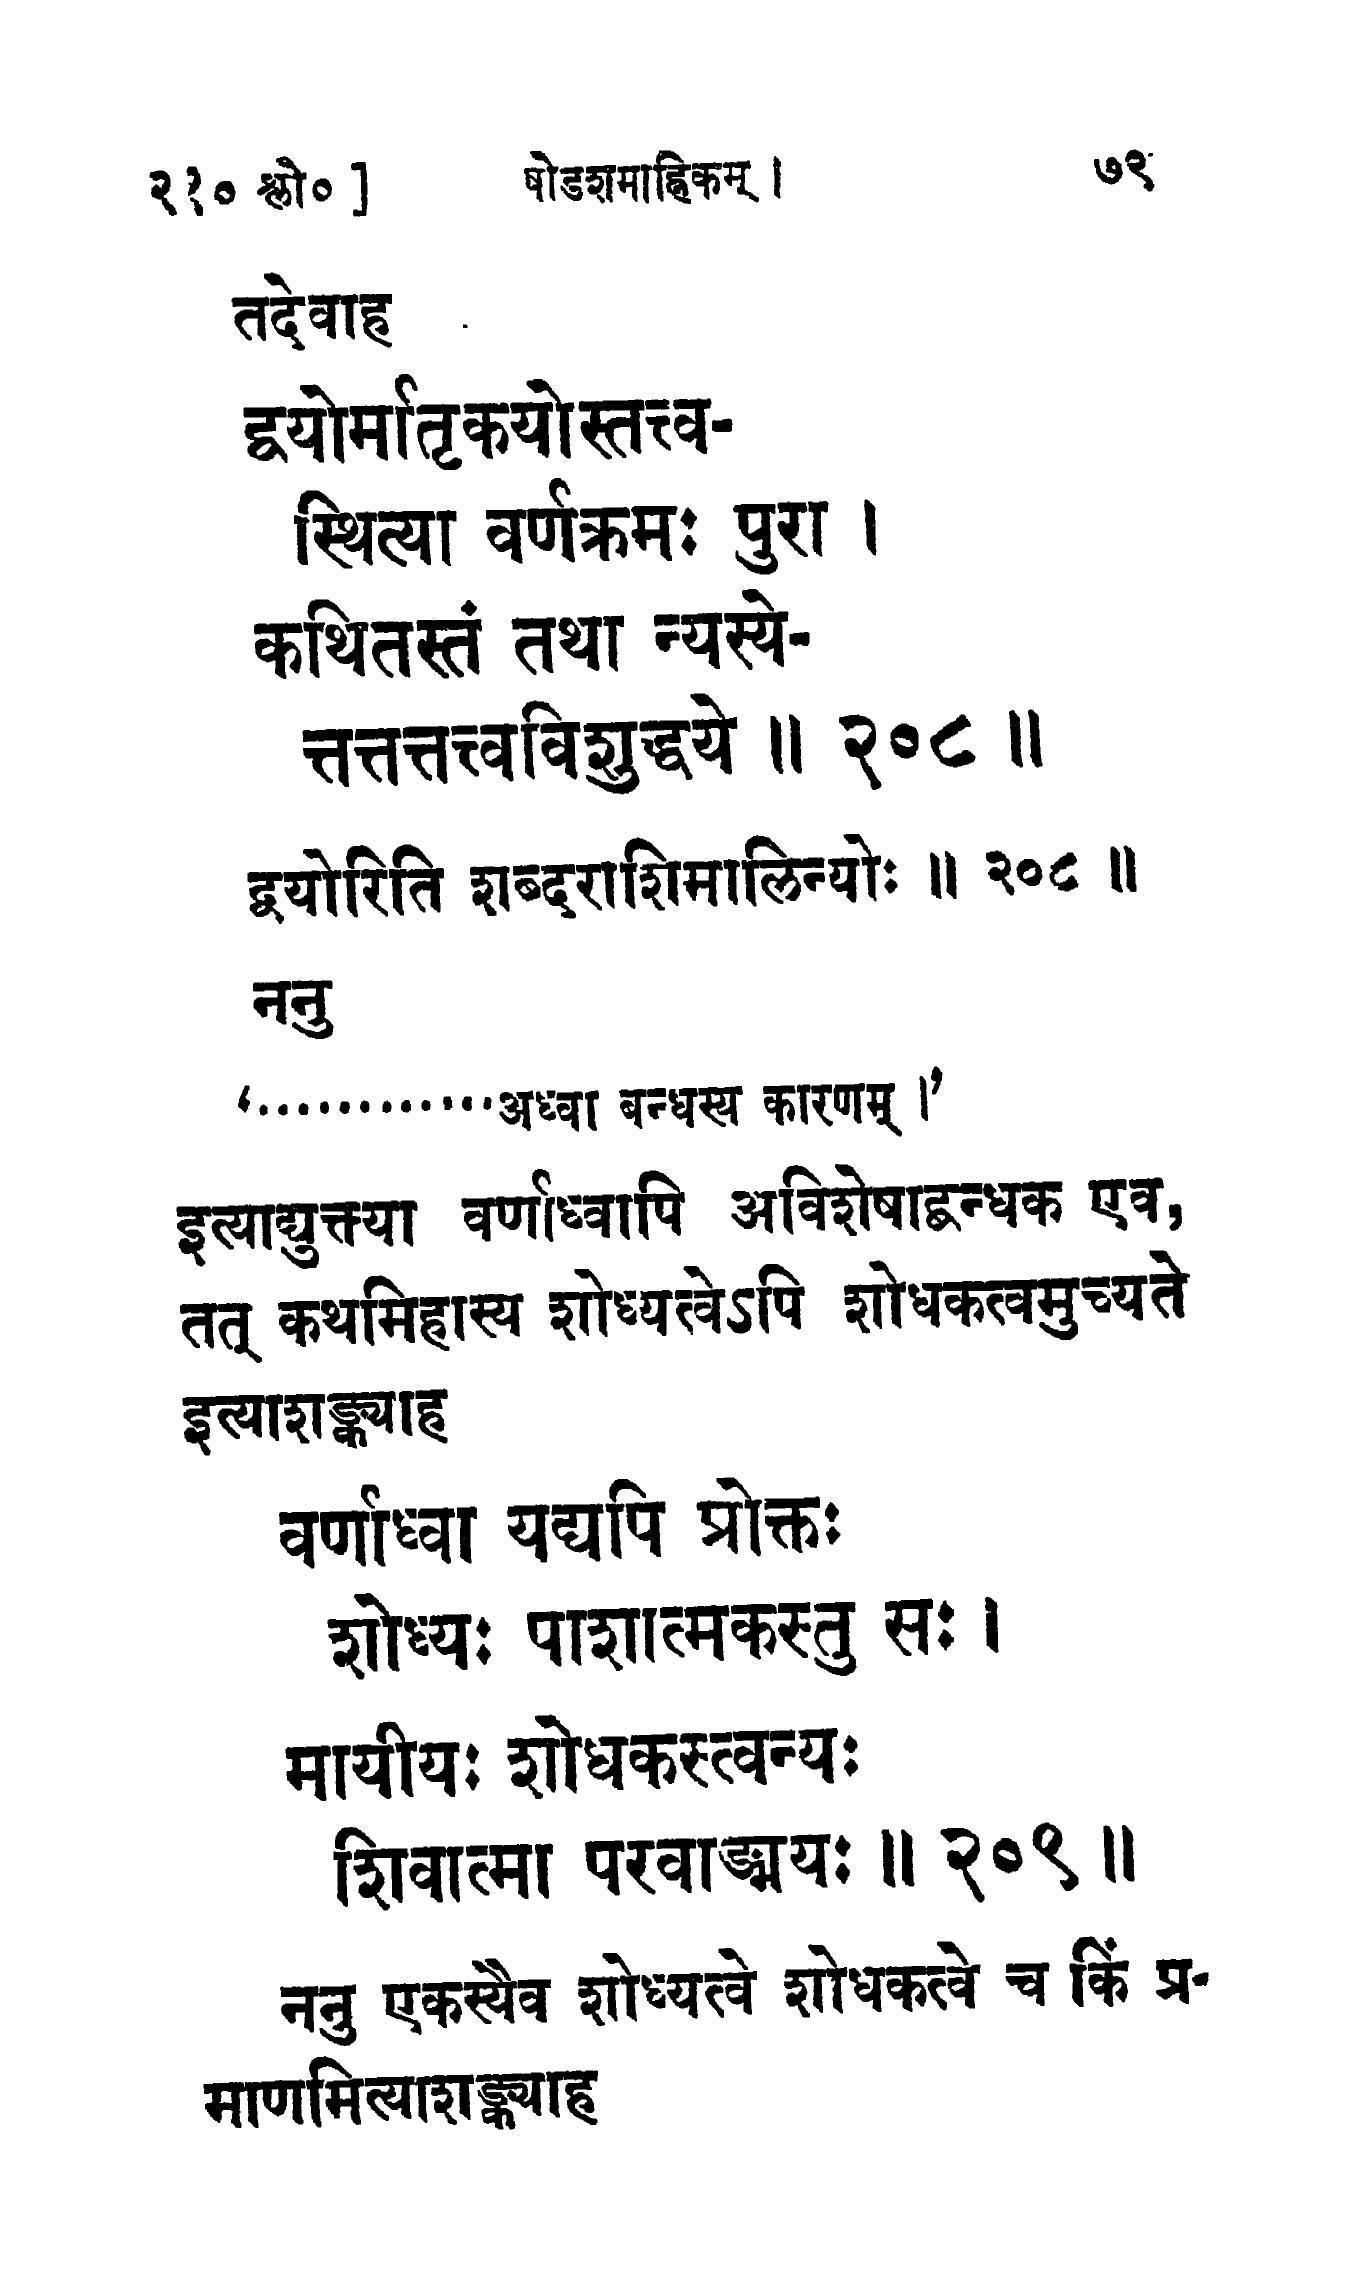 २१० श्लो० ] षोडशमाह्निकम् । ७९
तदेवाह
द्वयोर्मातृकयोस्तत्त्व-
स्थित्या वर्णक्रमः पुरा ।
कथितस्तं तथा न्यस्ये-
त्तत्तत्तत्त्वविशुद्धये ॥ २०८ ॥
द्वयोरिति शब्दराशिमालिन्योः ॥ २०८ ॥
ननु
‘············अध्वा बन्धस्य कारणम् ।’
इत्याद्युक्तया वर्णाध्वापि अविशेषाद्बन्धक एव,
तत् कथमिहास्य शोध्यत्वेऽपि शोधकत्वमुच्यते
इत्याशङ्क्याह
वर्णाध्वा यद्यपि प्रोक्तः
शोध्यः पाशात्मकस्तु सः ।
मायीयः शोधकस्त्वन्यः
शिवात्मा परवाङ्मयः ॥ २०९ ॥
ननु एकस्यैव शोध्यत्वे शोधकत्वे च किं प्र-
माणमित्याशङ्क्याह